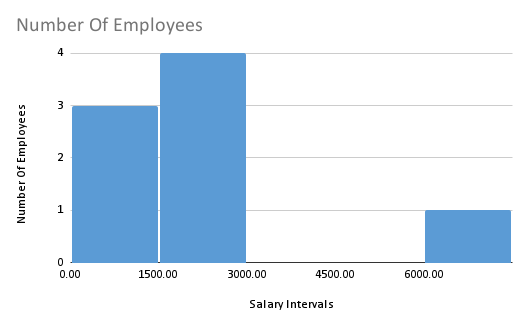 Number Of Employees
4
3
2
1
0
Number Of Employees
0.00 1500.00 3000.00 4500.00 6000.00
Salary Intervals